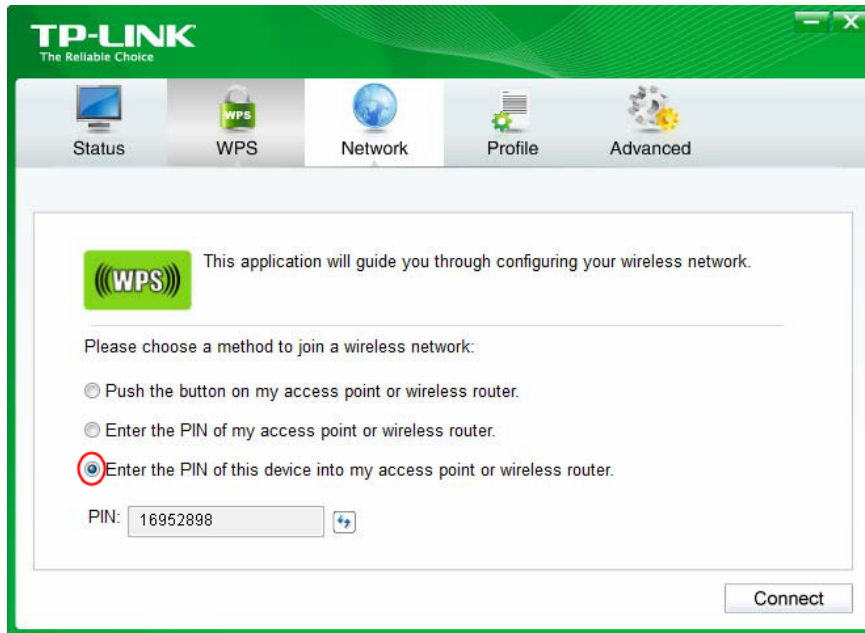 TP-LINK
The Reliable Choice
Status WPS Network Profile Advanced
WPS
(((WPS)))
This application will guide you through configuring your wireless network.
Please choose a method to join a wireless network:
Push the button on my access point or wireless router.
Enter the PIN of my access point or wireless router.
Enter the PIN of this device into my access point or wireless router.
PIN: 16952898
Connect